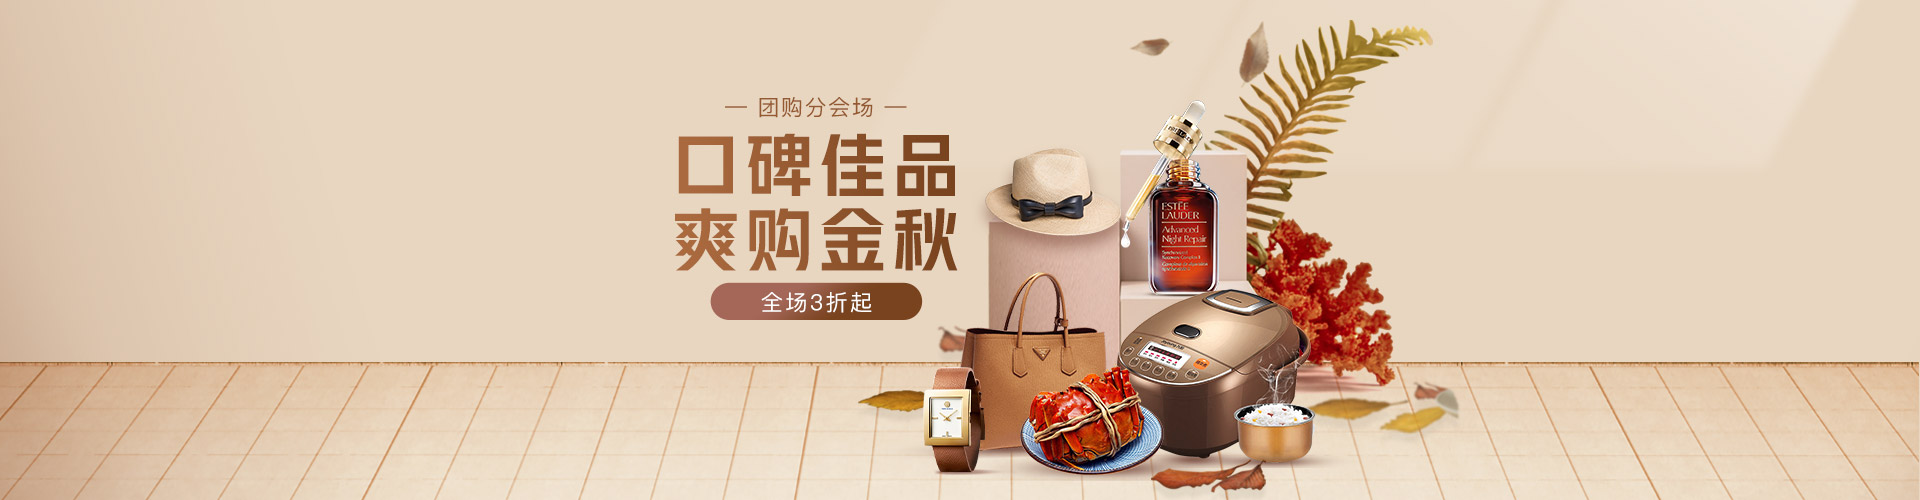 — 团购分会场 —
口碑佳品
爽购金秋
全场3折起
ESTĒE
LAUDER
Advanced
Night Repair